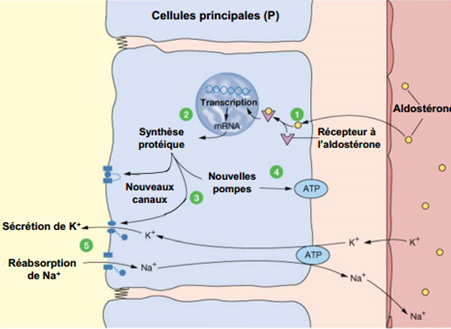 Cellules principales (P)
Transcription
mRNA
1
2
Aldostérone
Récepteur à
l'aldostérone
Synthèse
protéique
4
Nouvelles
pompes
ATP
Nouveaux
canaux
3
Sécrétion de K+
K+
K+
K+
5
ATP
Réabsorption
de Na+
Na+
Na+
Na+